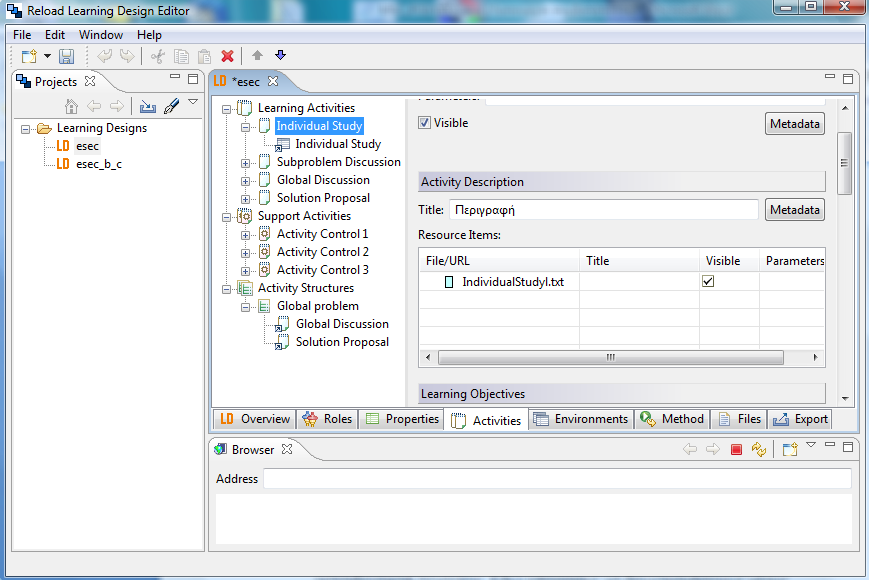 Reload Learning Design Editor
File Edit Window Help
Projects
Learning Designs
LD esec
LD esec_b_c
LD *esec
Learning Activities
Individual Study
Individual Study
Subproblem Discussion
Global Discussion
Solution Proposal
Support Activities
Activity Control 1
Activity Control 2
Activity Control 3
Activity Structures
Global problem
Global Discussion
Solution Proposal
Visible Metadata
Activity Description
Title: Περιγραφή Metadata
Resource Items:
File/URL Title Visible Parameters
IndividualStudyI.txt
Learning Objectives
LD Overview Roles Properties Activities Environments Method Files Export
Browser
Address